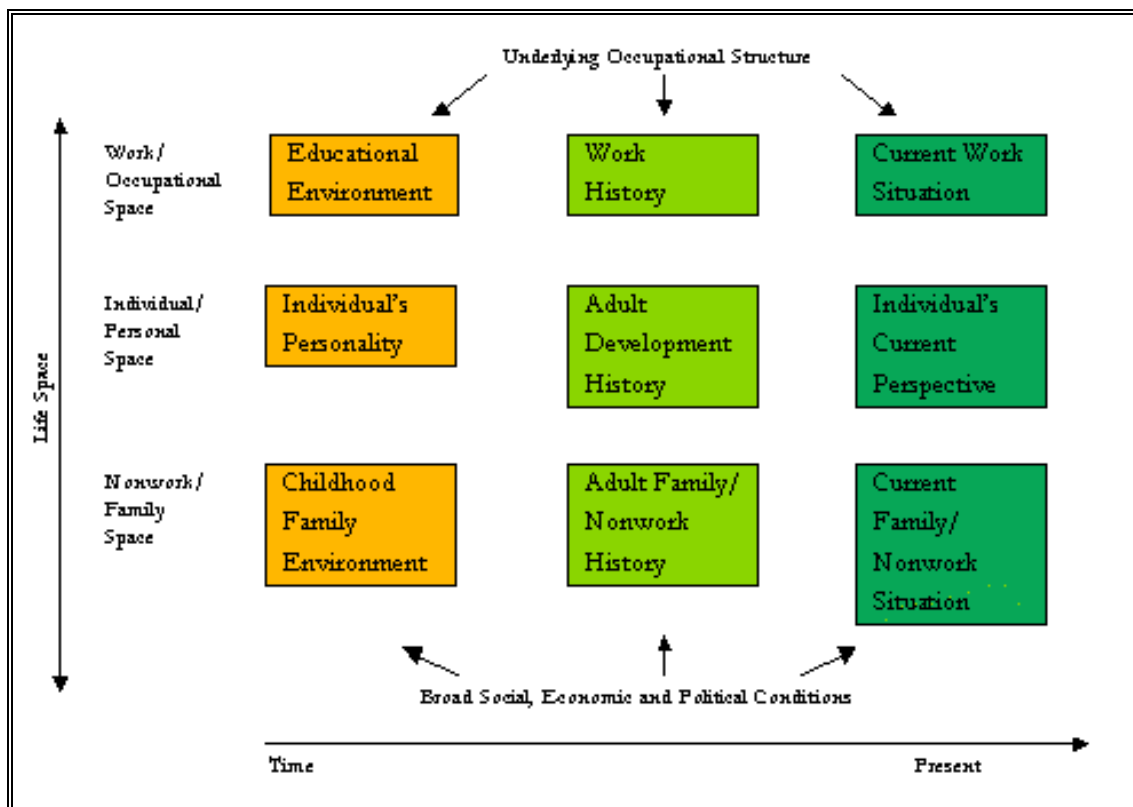 Underlying Occupational Structure
Work/
Occupational
Space
Educational
Environment
Work
History
Current Work
Situation
Individual/
Personal
Space
Individual's
Personality
Adult
Development
History
Individual's
Current
Perspective
Life Space
Nonwork/
Family
Space
Childhood
Family
Environment
Adult Family/
Nonwork
History
Current
Family/
Nonwork
Situation
Broad Social, Economic and Political Conditions
Time
Present